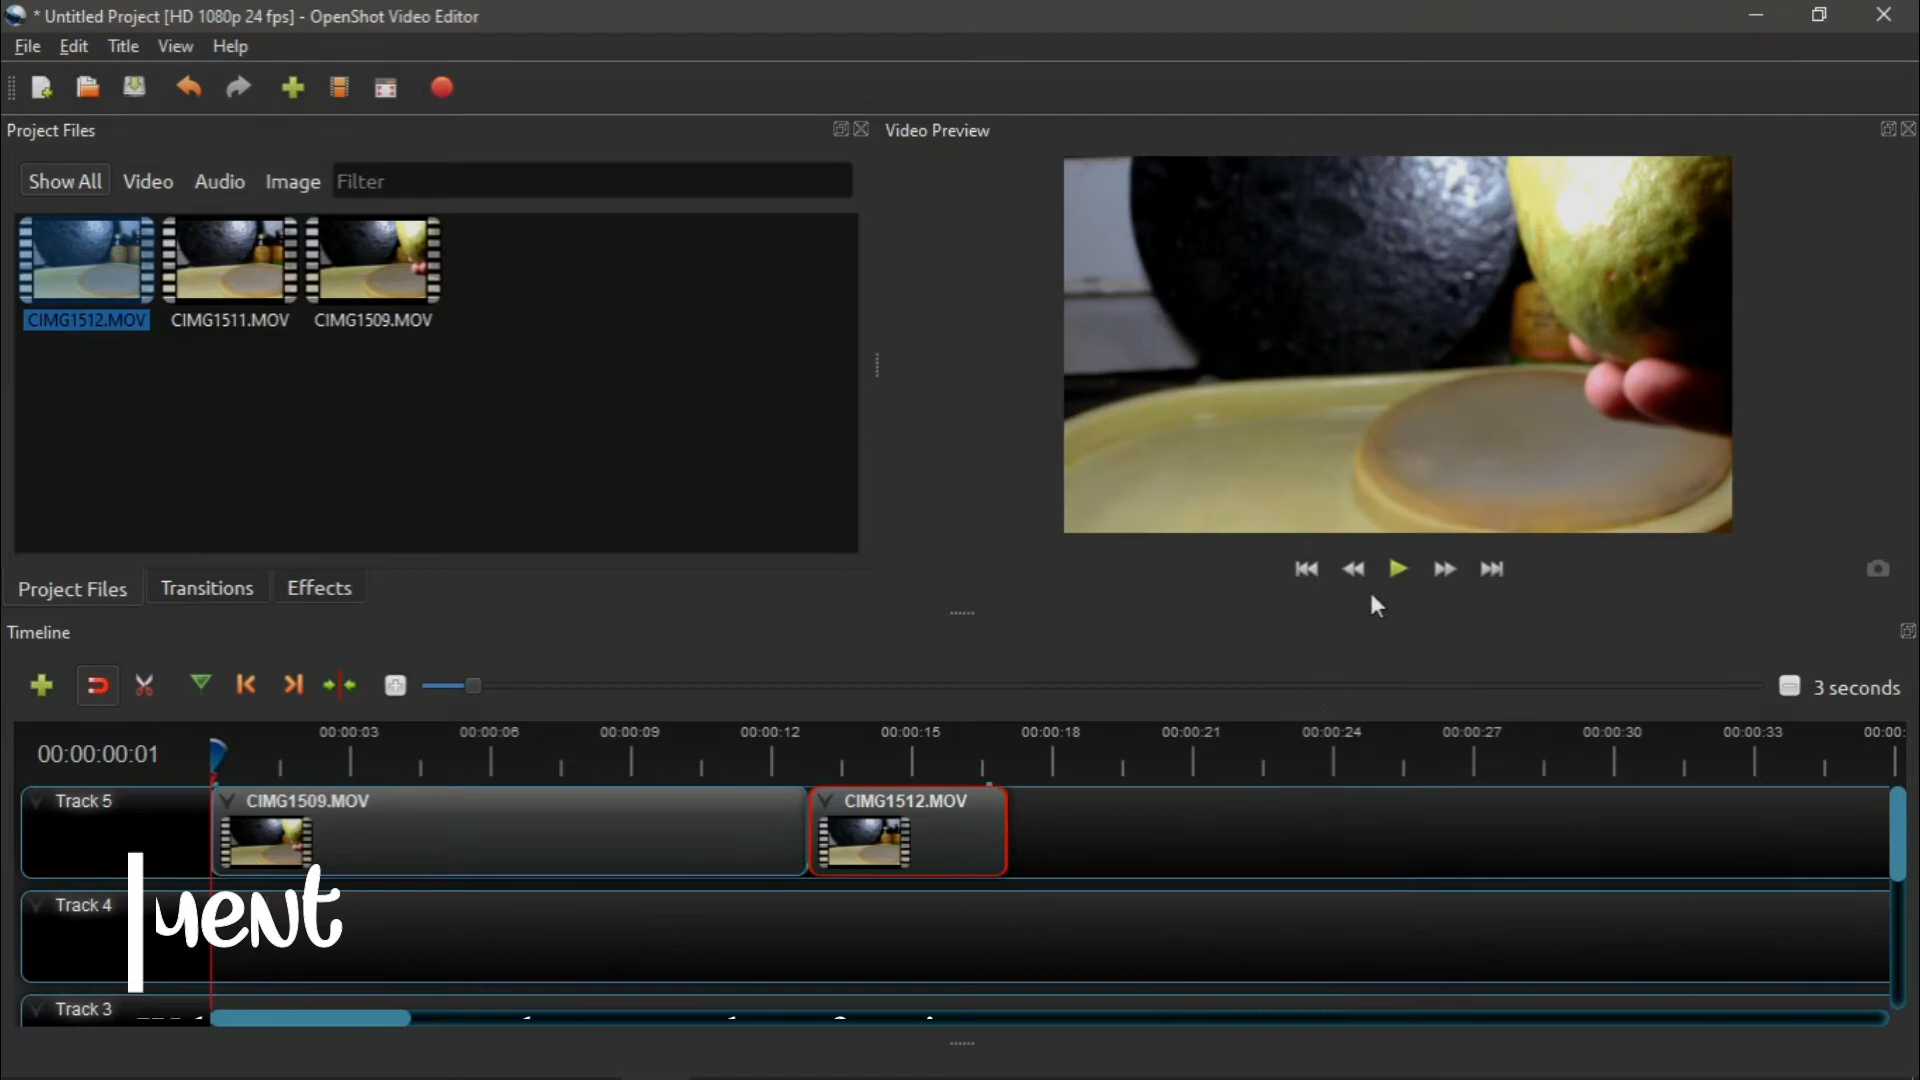 * Untitled Project [HD 1080p 24 fps] - OpenShot Video Editor
File Edit Title View Help
Project Files
Video Preview
Show All Video Audio Image Filter
CIMG1512.MOV CIMG1511.MOV CIMG1509.MOV
Project Files Transitions Effects
Timeline
3 seconds
00:00:00:01
00:00:03 00:00:06 00:00:09 00:00:12 00:00:15 00:00:18 00:00:21 00:00:24 00:00:27 00:00:30 00:00:33 00:00:
Track 5
CIMG1509.MOV
CIMG1512.MOV
Track 4
Track 3